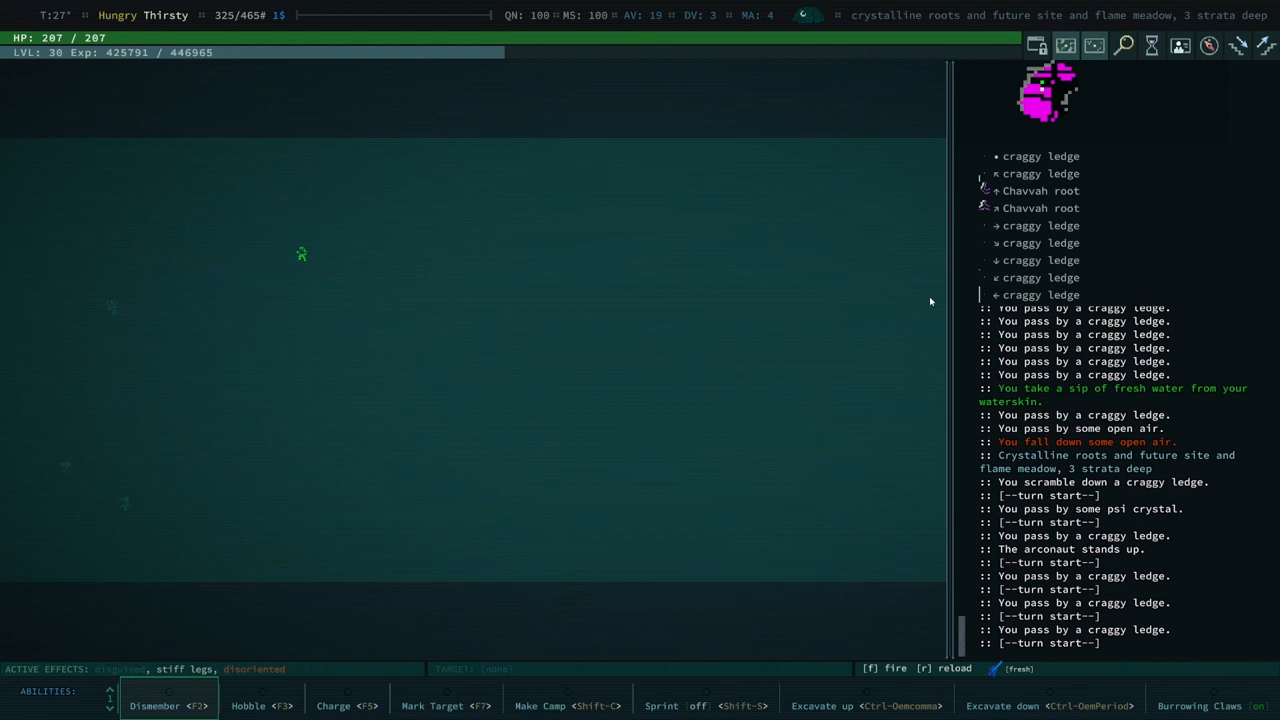 T:27° :: Hungry Thirsty :: 325/465# 1$ QN: 100 :: MS: 100 :: AV: 19 :: DV: 3 :: MA: 4 :: crystalline roots and future site and flame meadow, 3 strata deep
HP: 207 / 207
LVL: 30 Exp: 425791 / 446965
craggy ledge
↖ craggy ledge
↑ Chavvah root
↗ Chavvah root
→ craggy ledge
↘ craggy ledge
↓ craggy ledge
↙ craggy ledge
← craggy ledge
:: You pass by a craggy ledge.
:: You pass by a craggy ledge.
:: You pass by a craggy ledge.
:: You pass by a craggy ledge.
:: You pass by a craggy ledge.
:: You pass by a craggy ledge.
:: You take a sip of fresh water from your
waterskin.
:: You pass by a craggy ledge.
:: You pass by some open air.
:: You fall down some open air.
:: Crystalline roots and future site and
flame meadow, 3 strata deep
:: You scramble down a craggy ledge.
:: [--turn start--]
:: You pass by some psi crystal.
:: [--turn start--]
:: You pass by a craggy ledge.
:: The arconaut stands up.
:: [--turn start--]
:: You pass by a craggy ledge.
:: [--turn start--]
:: You pass by a craggy ledge.
:: [--turn start--]
:: You pass by a craggy ledge.
:: [--turn start--]
ACTIVE EFFECTS: disguised, stiff legs, disoriented TARGET: [none] [f] fire [r] reload [fresh]
ABILITIES: 1 Dismember <F2> Hobble <F3> Charge <F5> Mark Target <F7> Make Camp <Shift-C> Sprint [off] <Shift-S> Excavate up <Ctrl-Oemcomma> Excavate down <Ctrl-OemPeriod> Burrowing Claws [on]